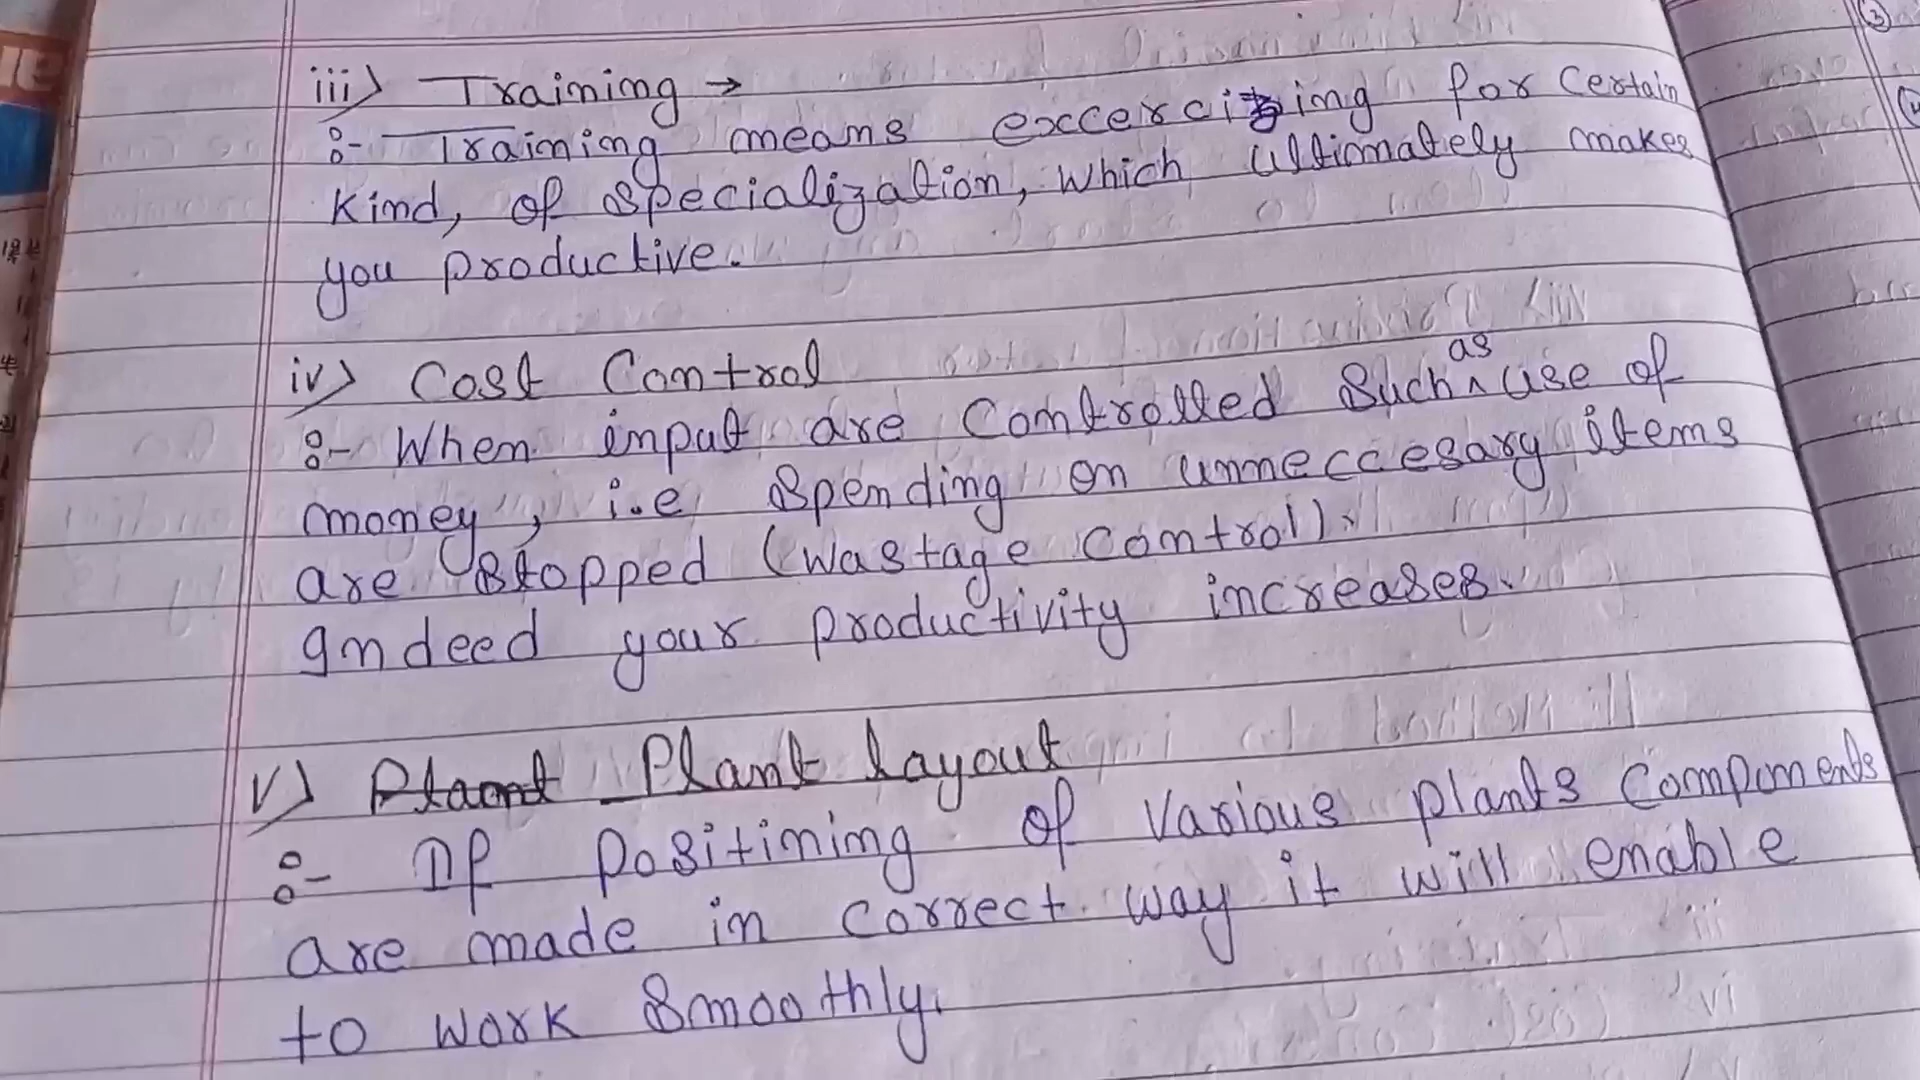 iii) Training →
:- Training means excercising for Certain
Kind, of specialization, which ultimately makes
you productive.
iv) Cost Control
:- When input are Controlled Such as use of
money, i.e spending on unneccesary items
are stopped (wastage control).
Indeed your productivity increases.
v) Plant Plant layout
:- If positining of various plants Components
are made in correct way it will enable
to work smoothly.